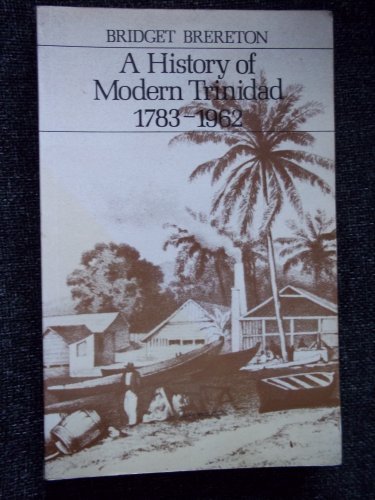 BRIDGET BRERETON
A History of
Modern Trinidad
1783–1962